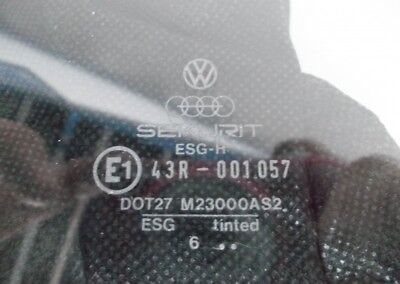 SEKURIT
ESG-H
E1 43R-001057
DOT27 M23000AS2
ESG tinted
6 ..